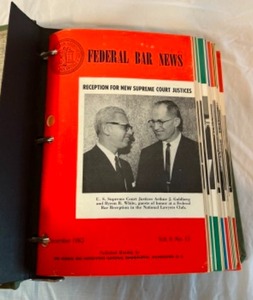 FEDERAL BAR NEWS
RECEPTION FOR NEW SUPREME COURT JUSTICES
U. S. Supreme Court Justices Arthur J. Goldberg
and Byron R. White, guests of honor at a Federal
Bar Reception in the National Lawyers Club.